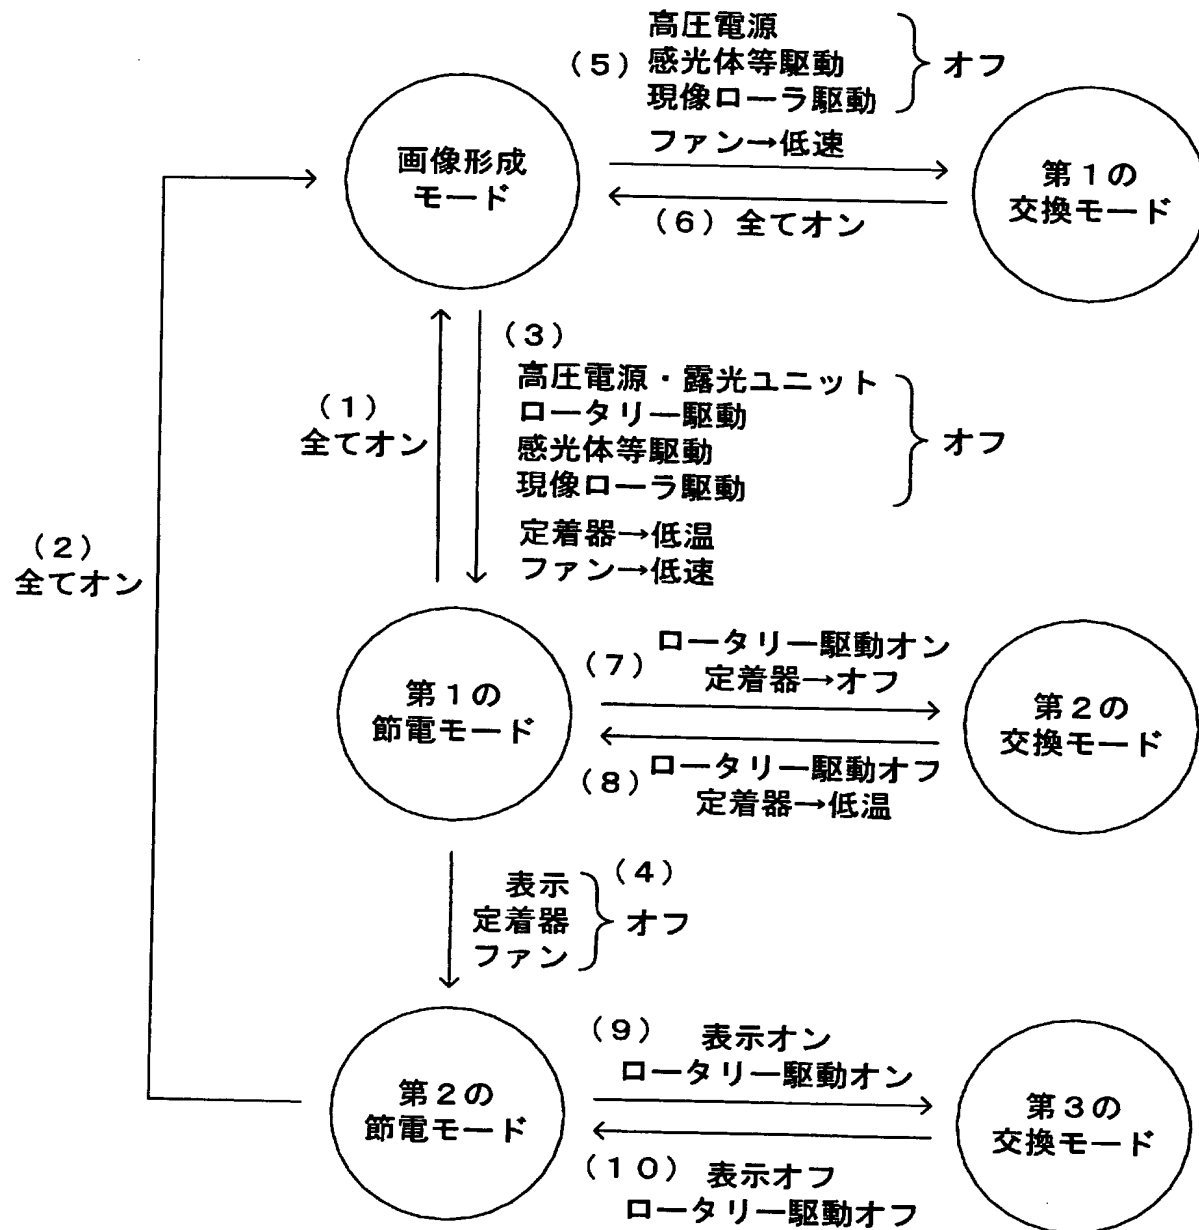 高圧電源
(5) 感光体等駆動 オフ
現像ローラ駆動
ファン→低速
画像形成
モード
第1の
交換モード
(6) 全てオン
(3)
高圧電源・露光ユニット
ロータリー駆動
感光体等駆動
現像ローラ駆動
オフ
定着器→低温
ファン→低速
(1)
全てオン
(2)
全てオン
第1の
節電モード
(7) ロータリー駆動オン
定着器→オフ
第2の
交換モード
(8) ロータリー駆動オフ
定着器→低温
(4)
表示
定着器 オフ
ファン
第2の
節電モード
(9) 表示オン
ロータリー駆動オン
第3の
交換モード
(10) 表示オフ
ロータリー駆動オフ